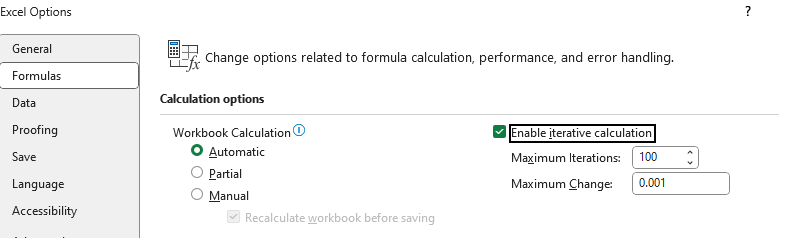 Excel Options
?
General
Formulas
Data
Proofing
Save
Language
Accessibility
Change options related to formula calculation, performance, and error handling.
Calculation options
Workbook Calculation
Automatic
Partial
Manual
Recalculate workbook before saving
Enable iterative calculation
Maximum Iterations: 100
Maximum Change: 0.001